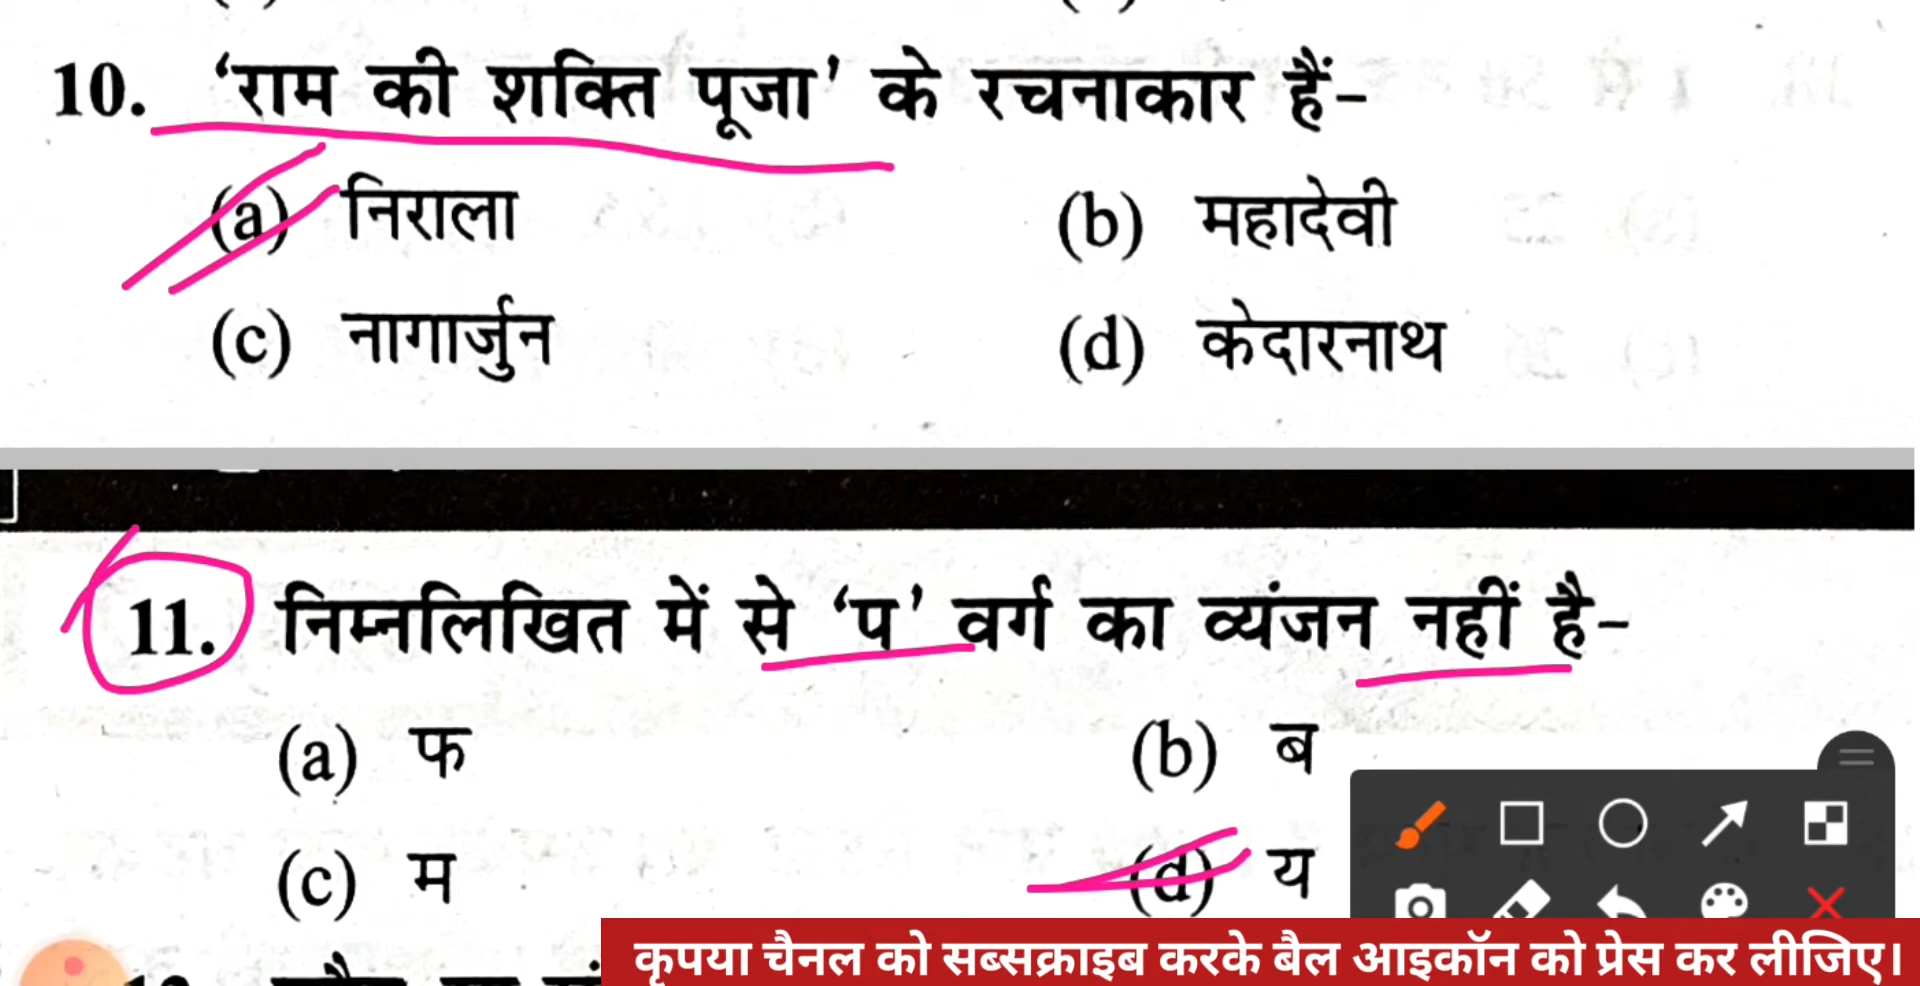 10. ‘राम की शक्ति पूजा’ के रचनाकार हैं-
(a) निराला (b) महादेवी
(c) नागार्जुन (d) केदारनाथ
11. निम्नलिखित में से ‘प’ वर्ग का व्यंजन नहीं है-
(a) फ (b) ब
(c) म (d) य
कृपया चैनल को सब्सक्राइब करके बैल आइकॉन को प्रेस कर लीजिए।